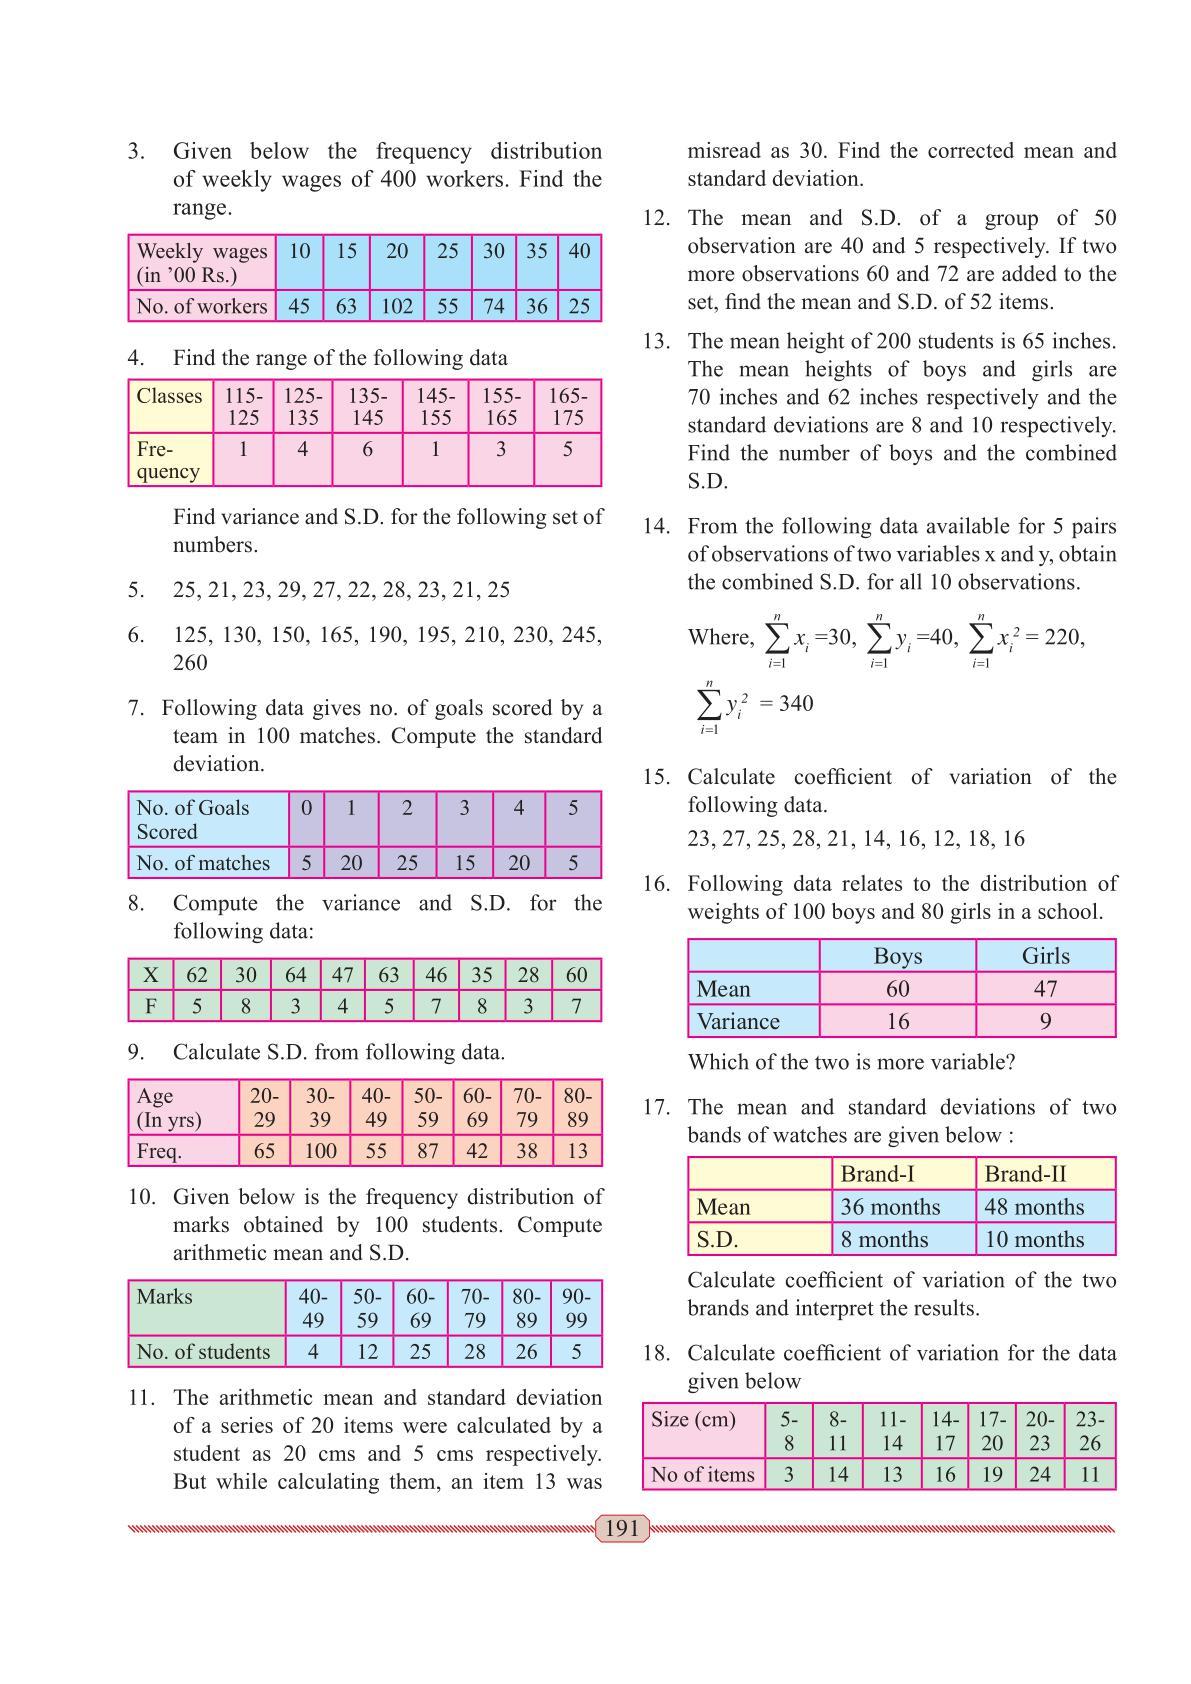 3. Given below the frequency distribution
of weekly wages of 400 workers. Find the
range.
Weekly wages (in ’00 Rs.) 10 15 20 25 30 35 40
No. of workers 45 63 102 55 74 36 25
4. Find the range of the following data
Classes 115-125 125-135 135-145 145-155 155-165 165-175
Fre-quency 1 4 6 1 3 5
Find variance and S.D. for the following set of
numbers.
5. 25, 21, 23, 29, 27, 22, 28, 23, 21, 25
6. 125, 130, 150, 165, 190, 195, 210, 230, 245,
260
7. Following data gives no. of goals scored by a
team in 100 matches. Compute the standard
deviation.
No. of Goals Scored 0 1 2 3 4 5
No. of matches 5 20 25 15 20 5
8. Compute the variance and S.D. for the
following data:
X 62 30 64 47 63 46 35 28 60
F 5 8 3 4 5 7 8 3 7
9. Calculate S.D. from following data.
Age (In yrs) 20-29 30-39 40-49 50-59 60-69 70-79 80-89
Freq. 65 100 55 87 42 38 13
10. Given below is the frequency distribution of
marks obtained by 100 students. Compute
arithmetic mean and S.D.
Marks 40-49 50-59 60-69 70-79 80-89 90-99
No. of students 4 12 25 28 26 5
11. The arithmetic mean and standard deviation
of a series of 20 items were calculated by a
student as 20 cms and 5 cms respectively.
But while calculating them, an item 13 was
misread as 30. Find the corrected mean and
standard deviation.
12. The mean and S.D. of a group of 50
observation are 40 and 5 respectively. If two
more observations 60 and 72 are added to the
set, find the mean and S.D. of 52 items.
13. The mean height of 200 students is 65 inches.
The mean heights of boys and girls are
70 inches and 62 inches respectively and the
standard deviations are 8 and 10 respectively.
Find the number of boys and the combined
S.D.
14. From the following data available for 5 pairs
of observations of two variables x and y, obtain
the combined S.D. for all 10 observations.
Where, ∑_{i=1}^{n} x_i =30, ∑_{i=1}^{n} y_i =40, ∑_{i=1}^{n} x_i^2 = 220,
∑_{i=1}^{n} y_i^2 = 340
15. Calculate coefficient of variation of the
following data.
23, 27, 25, 28, 21, 14, 16, 12, 18, 16
16. Following data relates to the distribution of
weights of 100 boys and 80 girls in a school.
Boys Girls
Mean 60 47
Variance 16 9
Which of the two is more variable?
17. The mean and standard deviations of two
bands of watches are given below :
Brand-I Brand-II
Mean 36 months 48 months
S.D. 8 months 10 months
Calculate coefficient of variation of the two
brands and interpret the results.
18. Calculate coefficient of variation for the data
given below
Size (cm) 5-8 8-11 11-14 14-17 17-20 20-23 23-26
No of items 3 14 13 16 19 24 11
191